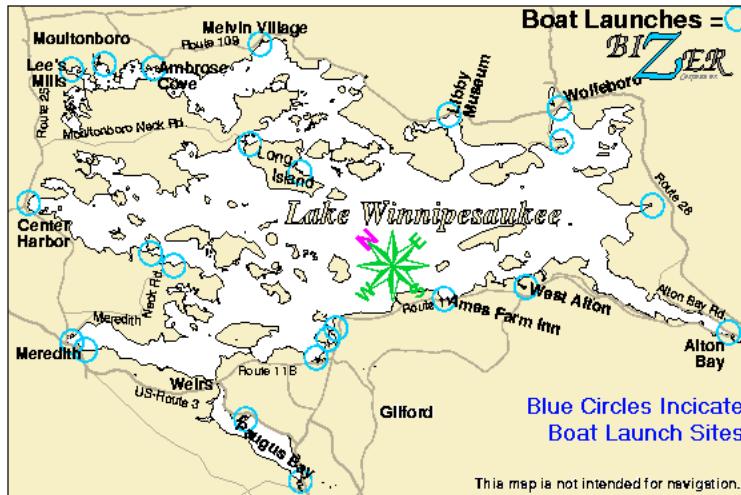 Boat Launches =
BIZER
Melvin Village
Route 109
Moultonboro
Lee's
Mills
Ambrose
Cove
Route 25
Moultonboro Neck Rd.
Libby
Museum
Wolfeboro
Long
Island
Route 28
Center
Harbor
Lake Winnipesaukee
N
E
W
S
Neck Rd.
Meredith
Meredith
Route
Ames Farm Inn
West Alton
Alton Bay Rd.
Alton
Bay
Weirs
Route 11B
US-Route 3
Gilford
Paugus Bay
Blue Circles Incicate
Boat Launch Sites
This map is not intended for navigation.